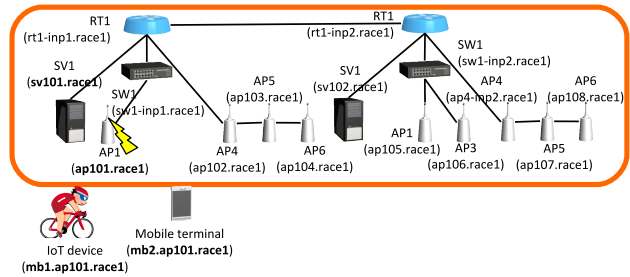 RT1
(rt1-inp1.race1)
RT1
(rt1-inp2.race1)
SV1
(sv101.race1)
SW1
(sw1-inp1.race1)
AP1
(ap101.race1)
AP4
(ap102.race1)
AP5
(ap103.race1)
AP6
(ap104.race1)
SV1
(sv102.race1)
SW1
(sw1-inp2.race1)
AP1
(ap105.race1)
AP3
(ap106.race1)
AP4
(ap4-inp2.race1)
AP5
(ap107.race1)
AP6
(ap108.race1)
IoT device
(mb1.ap101.race1)
Mobile terminal
(mb2.ap101.race1)